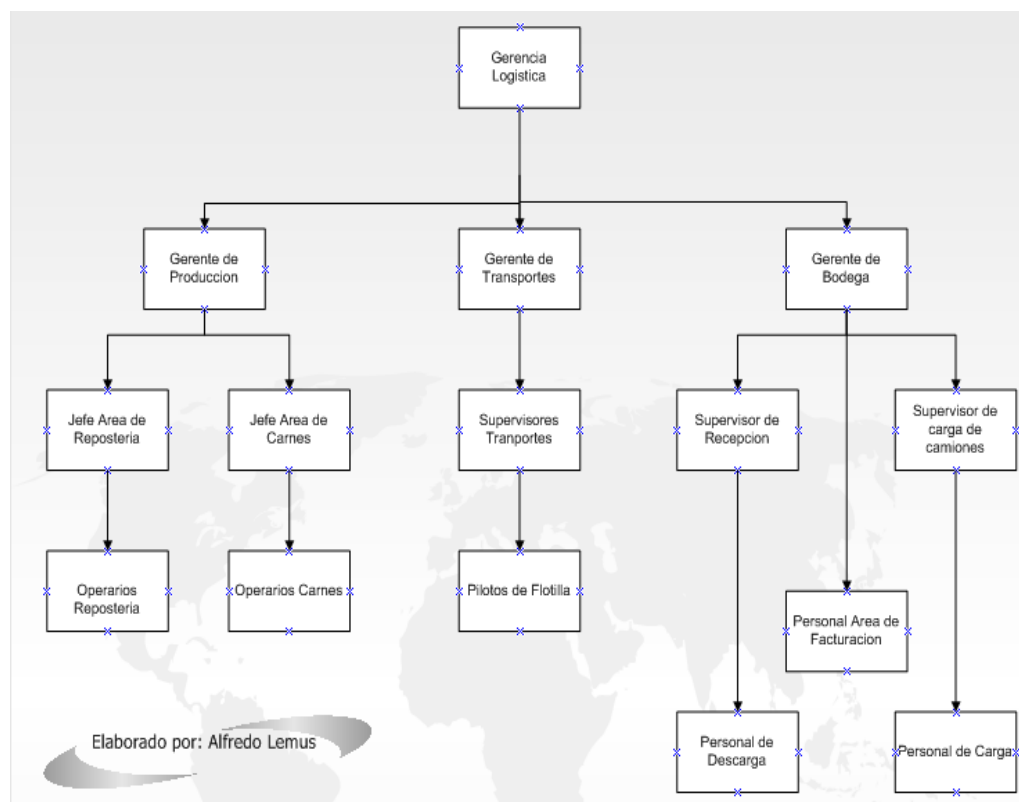 Gerencia
Logistica
Gerente de
Produccion
Gerente de
Transportes
Gerente de
Bodega
Jefe Area de
Reposteria
Jefe Area de
Carnes
Supervisores
Tranportes
Supervisor de
Recepcion
Supervisor de
carga de
camiones
Operarios
Reposteria
Operarios Carnes
Pilotos de Flotilla
Personal Area de
Facturacion
Personal de
Descarga
Personal de Carga
Elaborado por: Alfredo Lemus